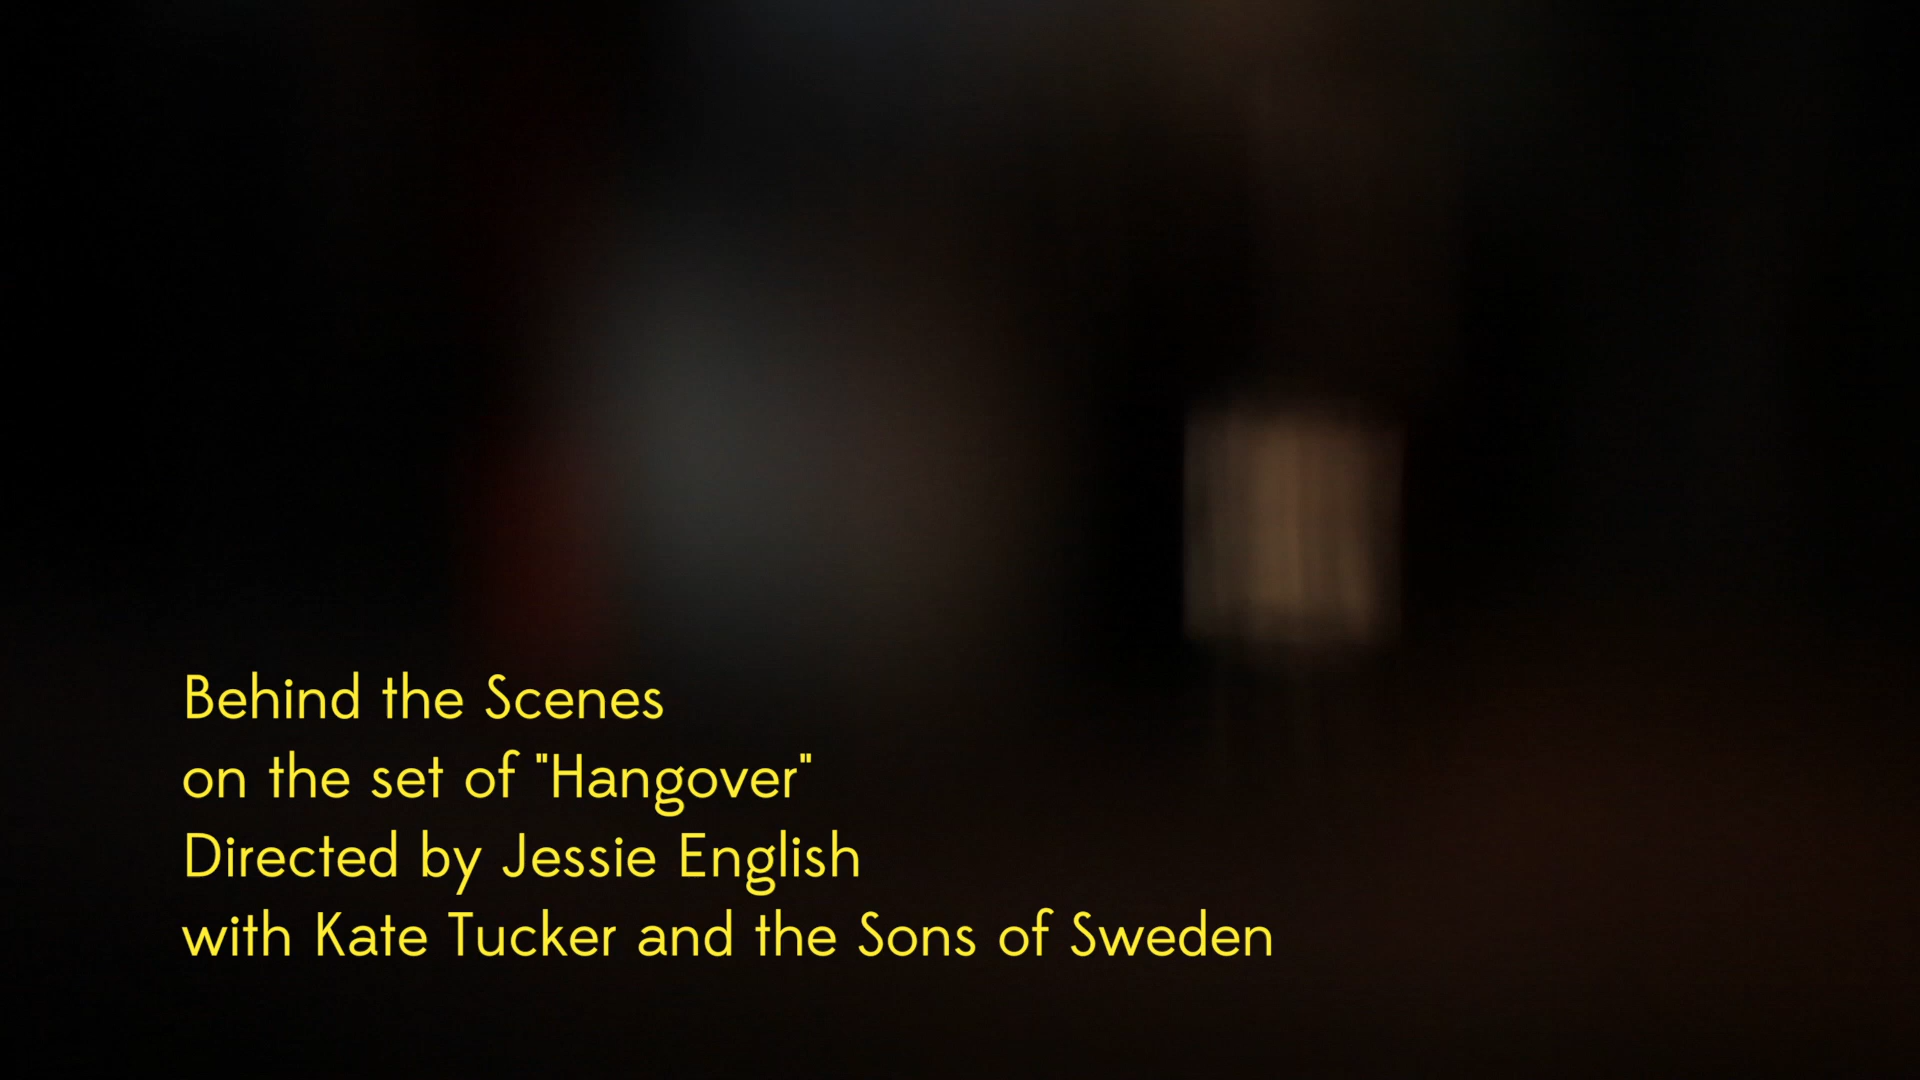 Behind the Scenes
on the set of "Hangover"
Directed by Jessie English
with Kate Tucker and the Sons of Sweden